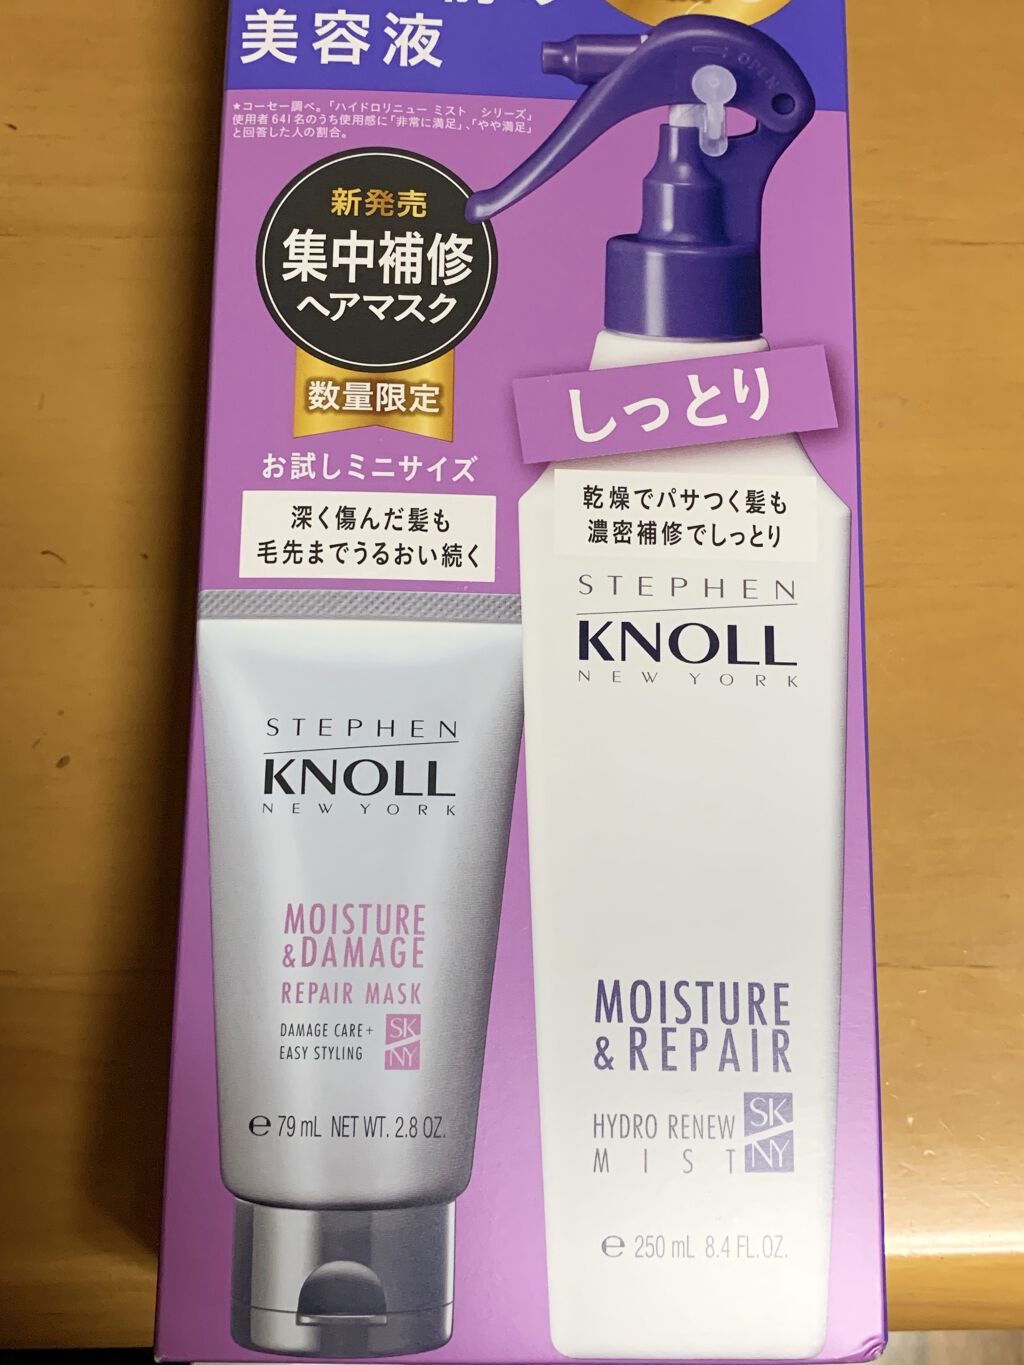 美容液
★コーセー調べ。「ハイドロリニュー ミスト シリーズ」
使用者641名のうち使用感に「非常に満足」、「やや満足」
と回答した人の割合。
OPEN
新発売
集中補修
ヘアマスク
数量限定
お試しミニサイズ
深く傷んだ髪も
毛先までうるおい続く
しっとり
乾燥でパサつく髪も
濃密補修でしっとり
STEPHEN
KNOLL
NEW YORK
MOISTURE
&DAMAGE
REPAIR MASK
DAMAGE CARE+
EASY STYLING
SK
NY
℮ 79 mL NET WT. 2.8 OZ.
STEPHEN
KNOLL
NEW YORK
MOISTURE
&REPAIR
HYDRO RENEW
MIST
SK
NY
℮ 250 mL 8.4 FL.OZ.